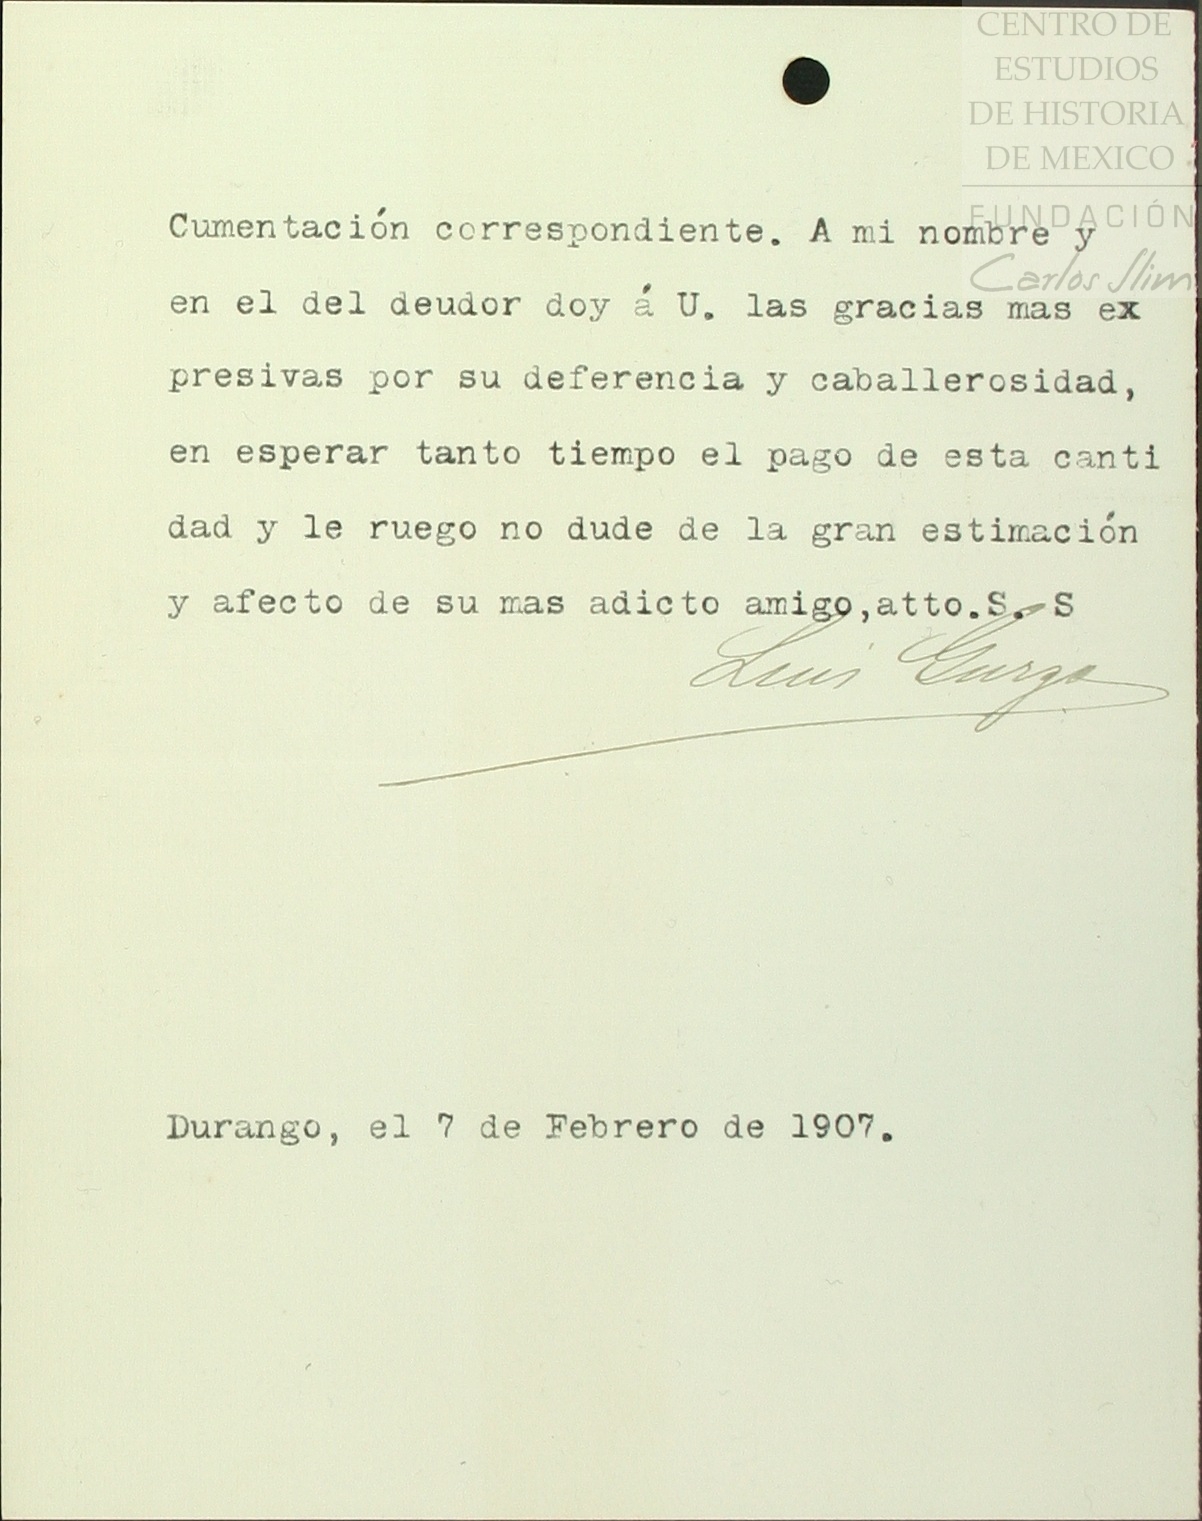 CENTRO DE
ESTUDIOS
DE HISTORIA
DE MEXICO
FUNDACIÓN
Carlos Slim
Cumentación correspondiente. A mi nombre y
en el del deudor doy á U. las gracias mas ex
presivas por su deferencia y caballerosidad,
en esperar tanto tiempo el pago de esta canti
dad y le ruego no dude de la gran estimación
y afecto de su mas adicto amigo,atto.S. S
Luis Gurza
Durango, el 7 de Febrero de 1907.